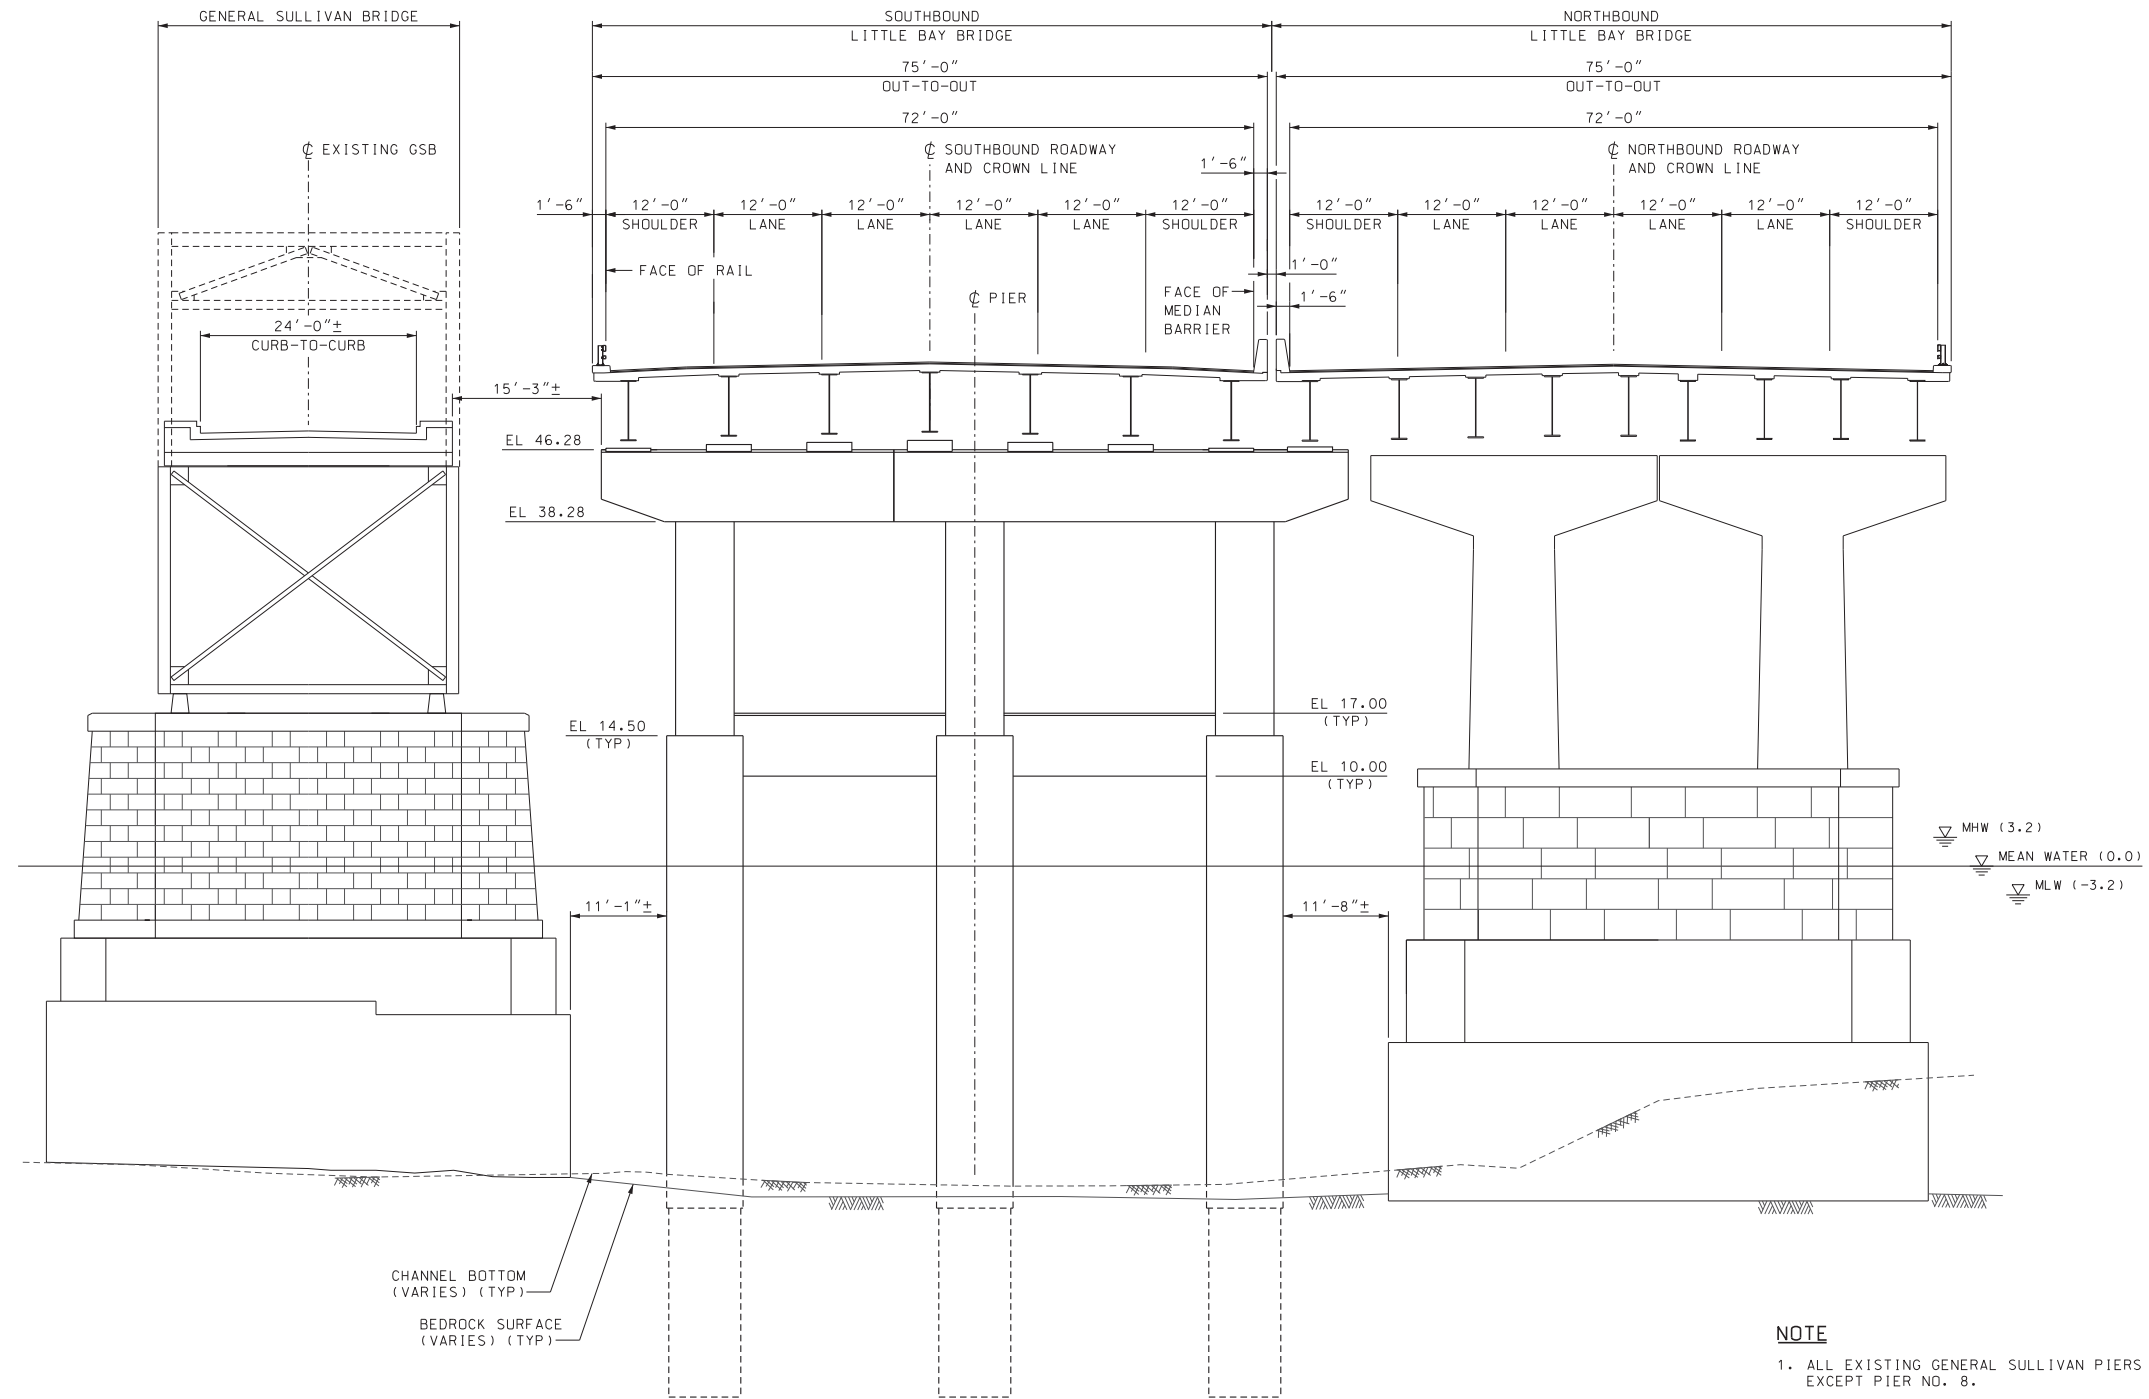 GENERAL SULLIVAN BRIDGE
SOUTHBOUND
LITTLE BAY BRIDGE
NORTHBOUND
LITTLE BAY BRIDGE
75'-0"
OUT-TO-OUT
75'-0"
OUT-TO-OUT
72'-0"
72'-0"
℄ EXISTING GSB
℄ SOUTHBOUND ROADWAY
AND CROWN LINE
1'-6"
℄ NORTHBOUND ROADWAY
AND CROWN LINE
1'-6"
12'-0"
SHOULDER
12'-0"
LANE
12'-0"
LANE
12'-0"
LANE
12'-0"
LANE
12'-0"
SHOULDER
12'-0"
SHOULDER
12'-0"
LANE
12'-0"
LANE
12'-0"
LANE
12'-0"
LANE
12'-0"
SHOULDER
FACE OF RAIL
1'-0"
℄ PIER
FACE OF
MEDIAN
BARRIER
1'-6"
24'-0"±
CURB-TO-CURB
15'-3"±
EL 46.28
EL 38.28
EL 14.50
(TYP)
EL 17.00
(TYP)
EL 10.00
(TYP)
MHW (3.2)
MEAN WATER (0.0)
MLW (-3.2)
11'-1"±
11'-8"±
CHANNEL BOTTOM
(VARIES) (TYP)
BEDROCK SURFACE
(VARIES) (TYP)
NOTE
1. ALL EXISTING GENERAL SULLIVAN PIERS
EXCEPT PIER NO. 8.